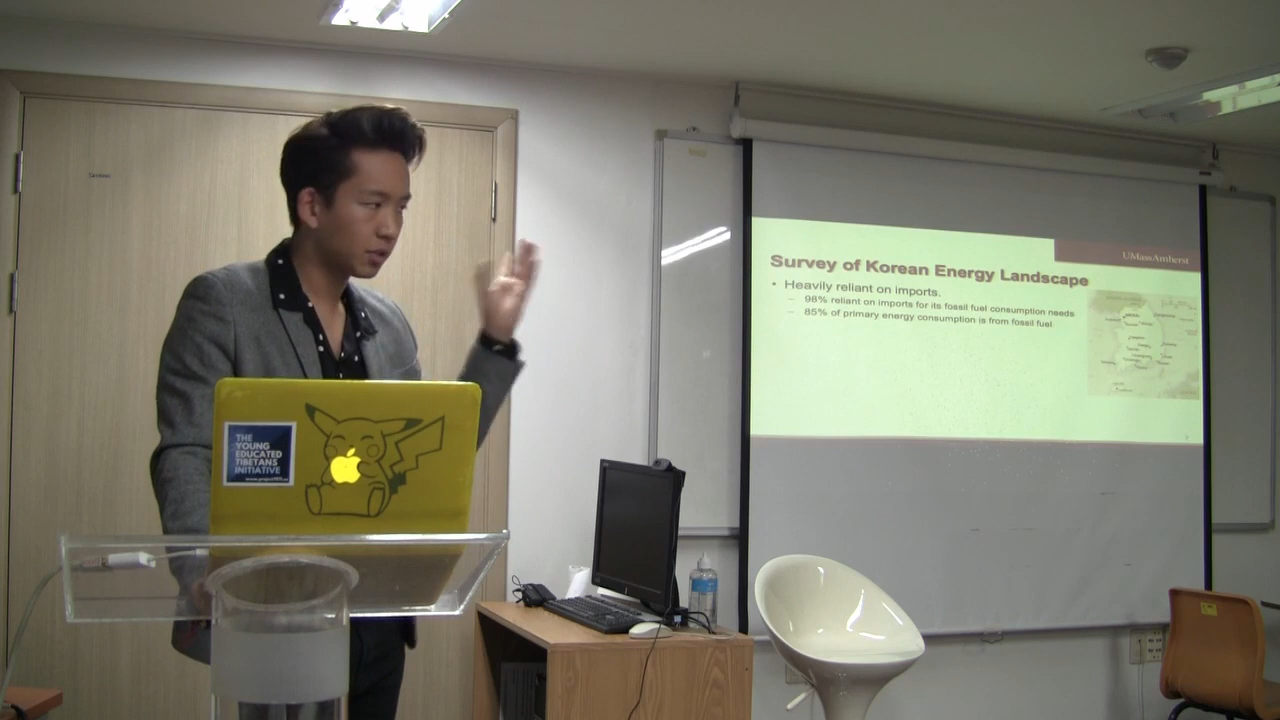 THE
YOUNG
EDUCATED
TIBETANS
INITIATIVE
UMassAmherst
Survey of Korean Energy Landscape
• Heavily reliant on imports.
– 98% reliant on imports for its fossil fuel consumption needs
– 85% of primary energy consumption is from fossil fuel